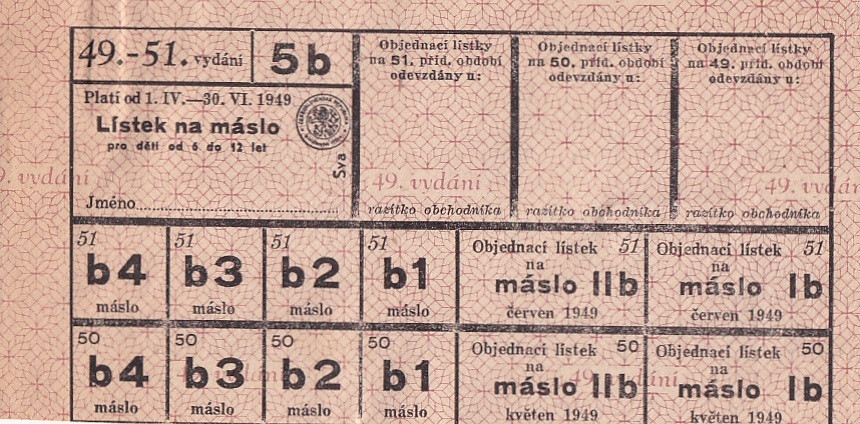 49.-51. vydání
5b
Platí od 1. IV.—30. VI. 1949
Lístek na máslo
pro děti od 6 do 12 let
Sva
Jméno
Objednací lístky
na 51. příd. období
odevzdány u:
49. vydání
razítko obchodníka
Objednací lístky
na 50. příd. období
odevzdány u:
razítko obchodníka
Objednací lístky
na 49. příd. období
odevzdány u:
49. vydání
razítko obchodníka
9. vydání
51
b4
máslo
51
b3
máslo
51
b2
máslo
51
b1
máslo
Objednací lístek 51
na
máslo IIb
červen 1949
Objednací lístek 51
na
máslo Ib
červen 1949
50
b4
máslo
50
b3
máslo
50
b2
máslo
50
b1
máslo
Objednací lístek 50
na
máslo IIb
květen 1949
Objednací lístek 50
na
máslo Ib
květen 1949